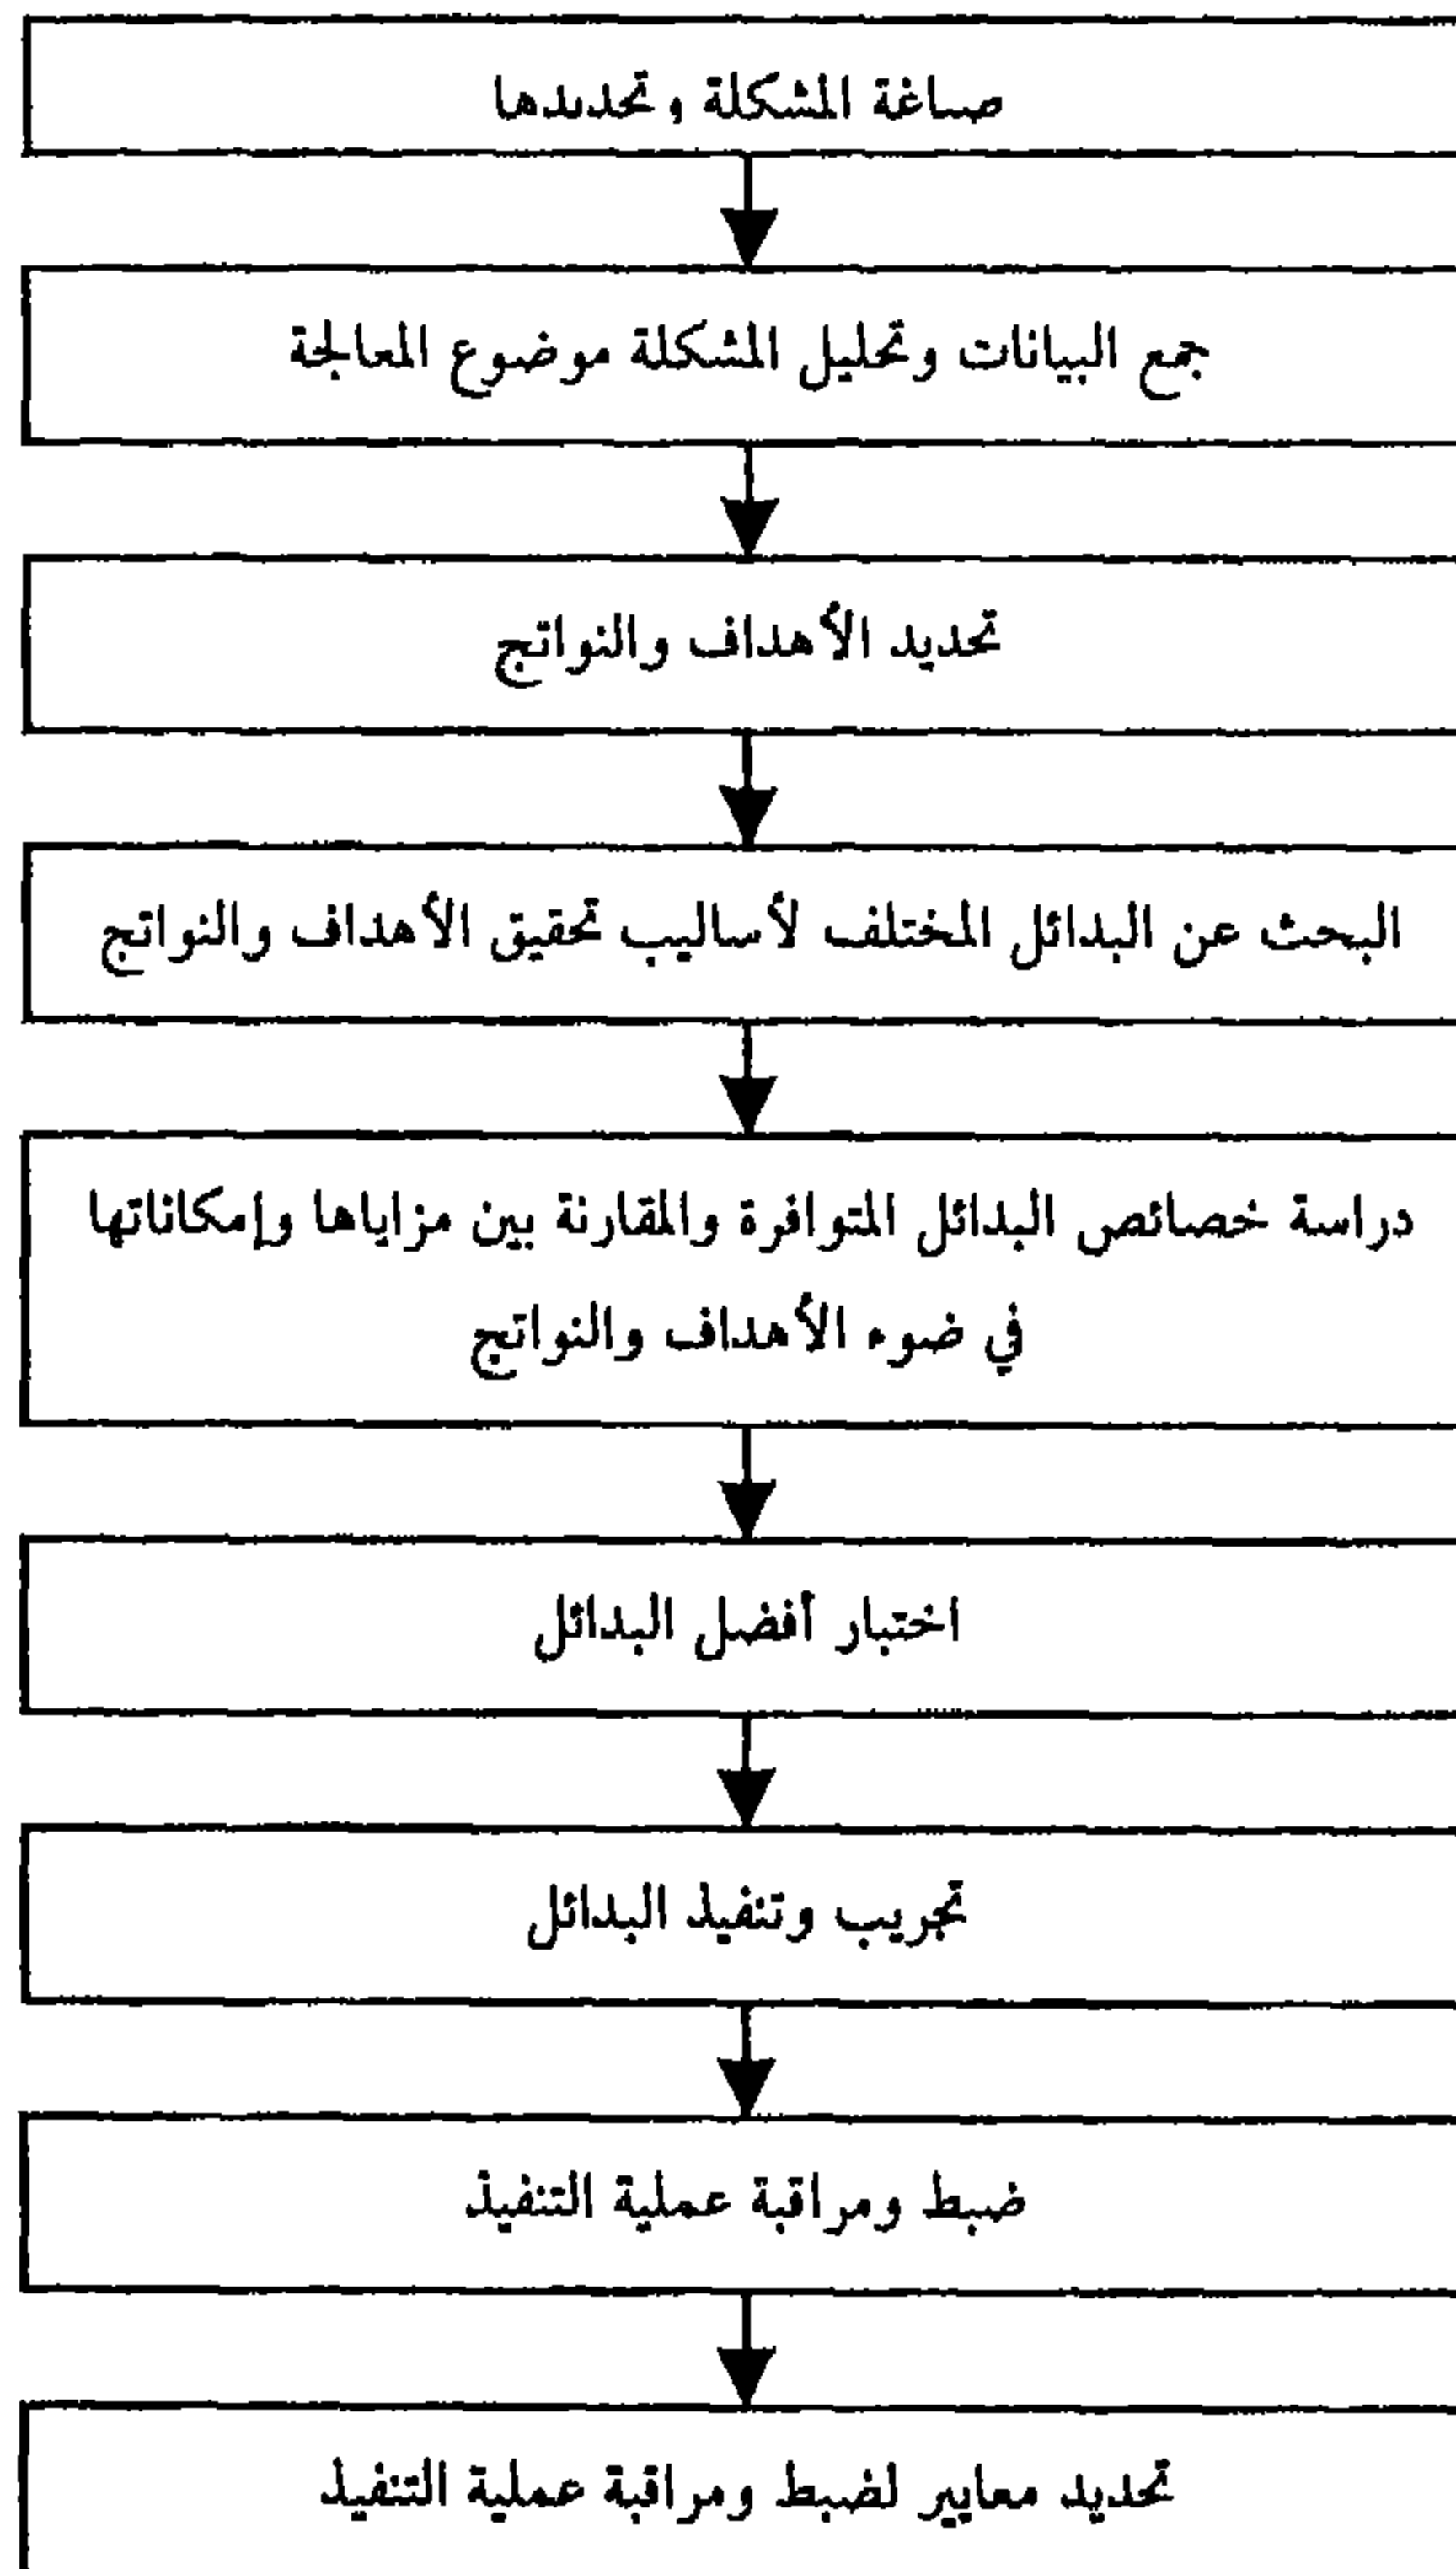 صياغة المشكلة وتحديدها
جمع البيانات وتحليل المشكلة موضوع المعالجة
تحديد الأهداف والنواتج
البحث عن البدائل المختلف لأساليب تحقيق الأهداف والنواتج
دراسة خصائص البدائل المتوافرة والمقارنة بين مزاياها وإمكاناتها
في ضوء الأهداف والنواتج
اختبار أفضل البدائل
تجريب وتنفيذ البدائل
ضبط ومراقبة عملية التنفيذ
تحديد معايير لضبط ومراقبة عملية التنفيذ